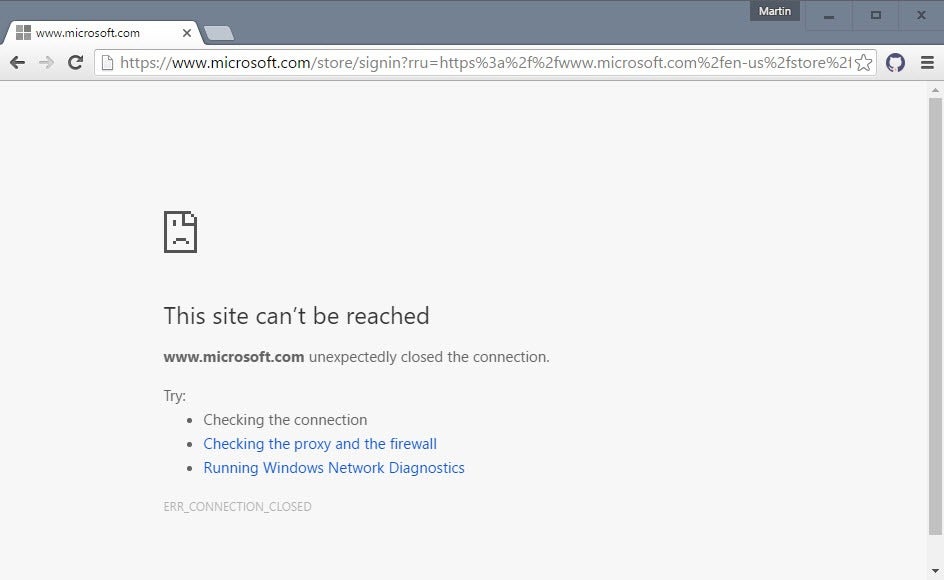 Martin
www.microsoft.com
https://www.microsoft.com/store/signin?rru=https%3a%2f%2fwww.microsoft.com%2fen-us%2fstore%2f
This site can’t be reached
www.microsoft.com unexpectedly closed the connection.
Try:
Checking the connection
Checking the proxy and the firewall
Running Windows Network Diagnostics
ERR_CONNECTION_CLOSED